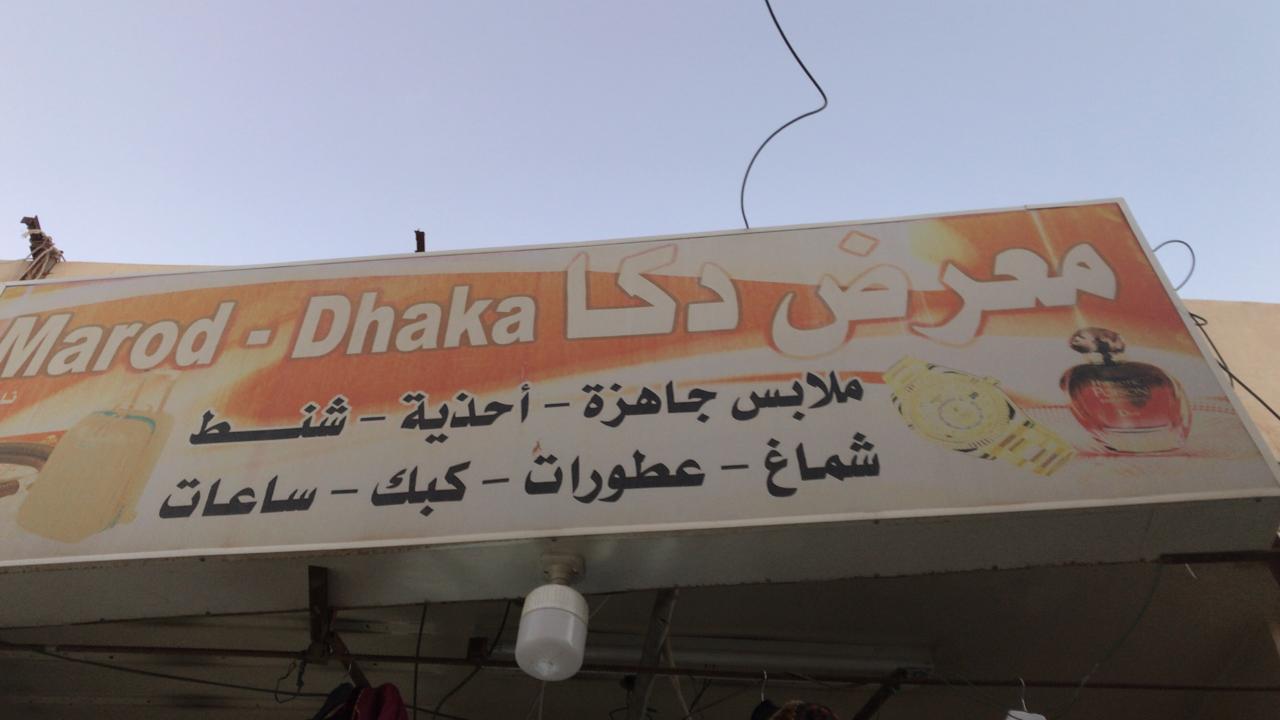 معرض دكا Marod - Dhaka
ملابس جاهزة - أحذية - شنط
شماغ - عطورات - كبك - ساعات